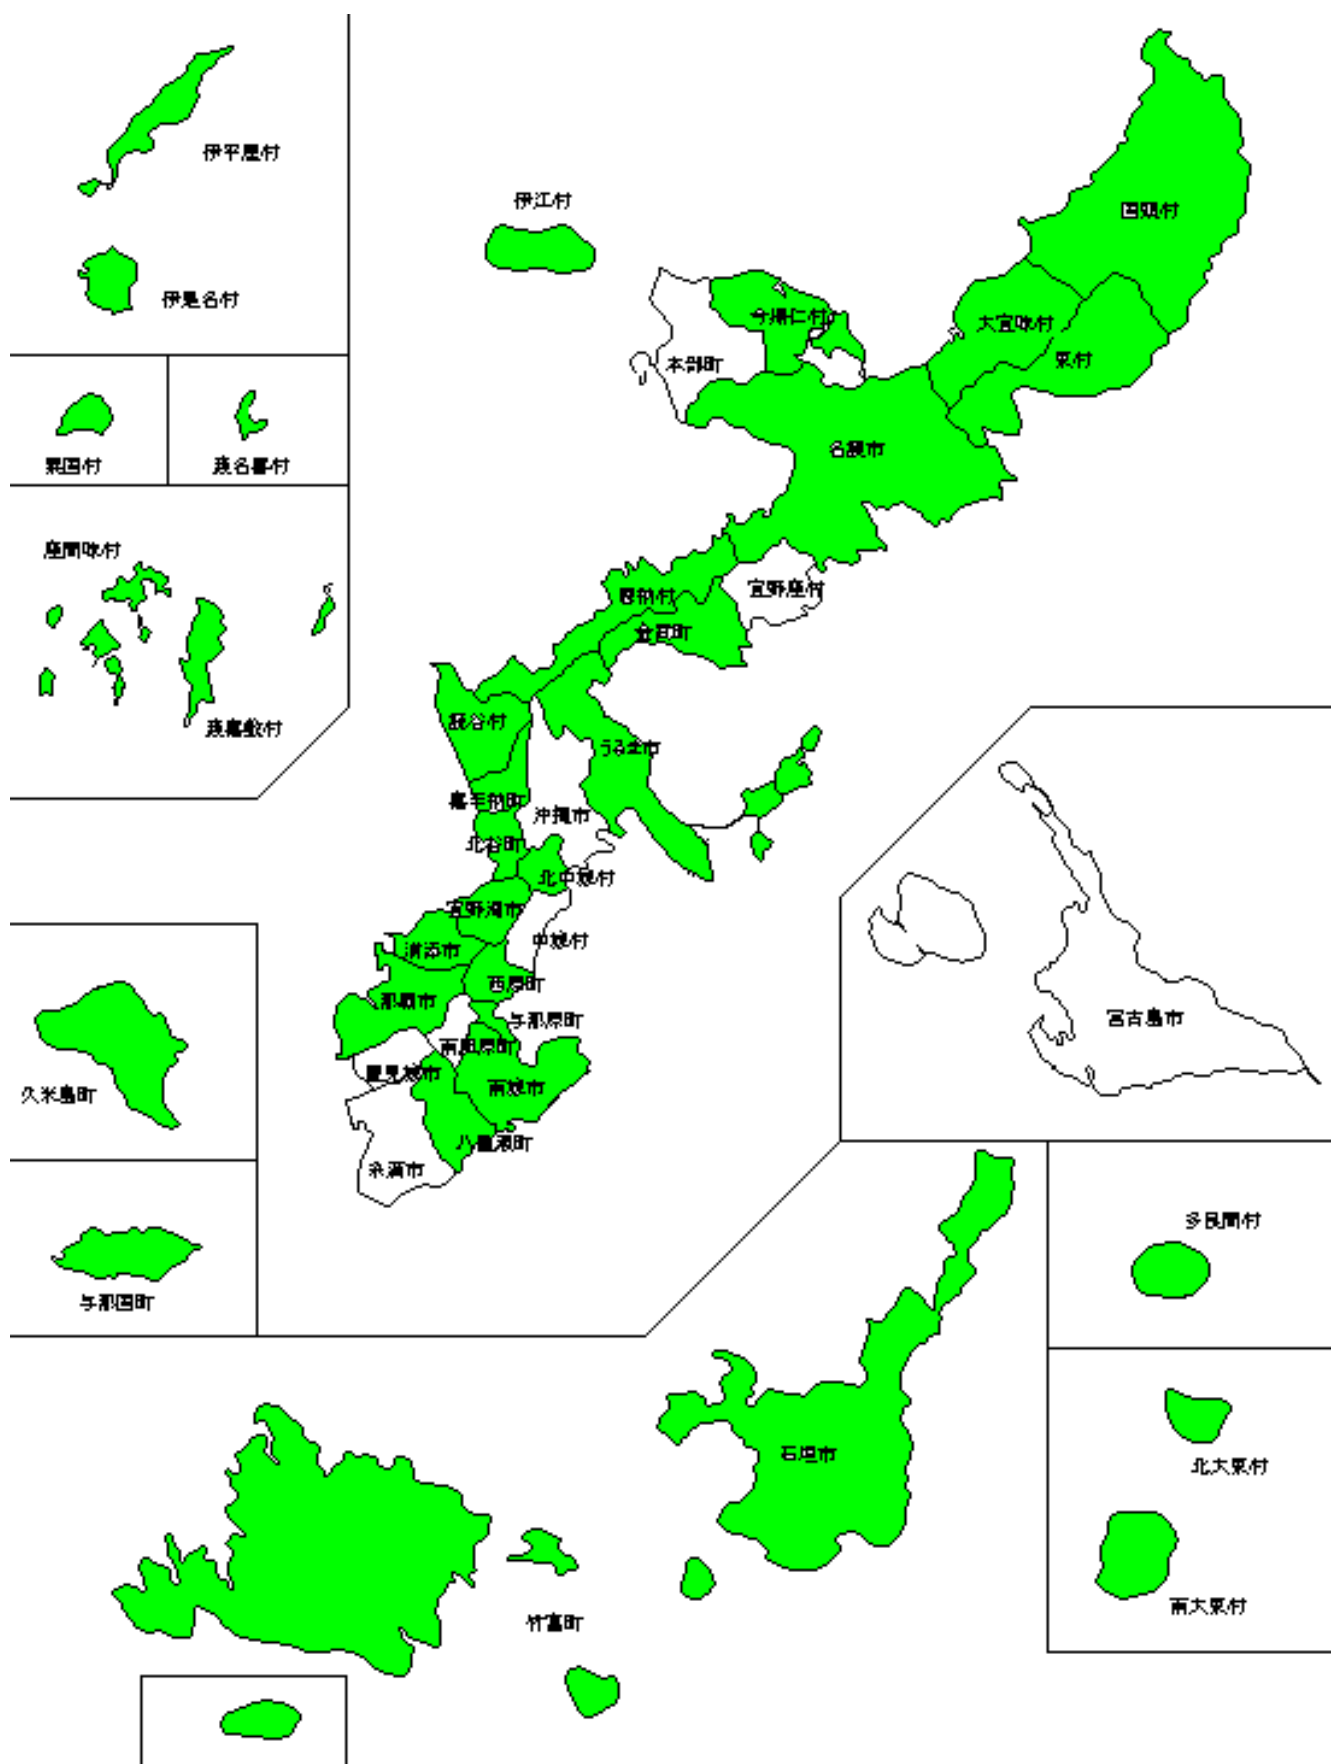 伊平屋村
伊江村
国頭村
伊是名村
今帰仁村
大宜味村
本部町
東村
名護市
粟国村
渡名喜村
座間味村
宜野座村
恩納村
金武町
渡嘉敷村
読谷村
うるま市
嘉手納町
沖縄市
北谷町
北中城村
宜野湾市
中城村
浦添市
西原町
那覇市
与那原町
宮古島市
南風原町
豊見城市
南城市
久米島町
八重瀬町
糸満市
多良間村
与那国町
石垣市
北大東村
南大東村
竹富町